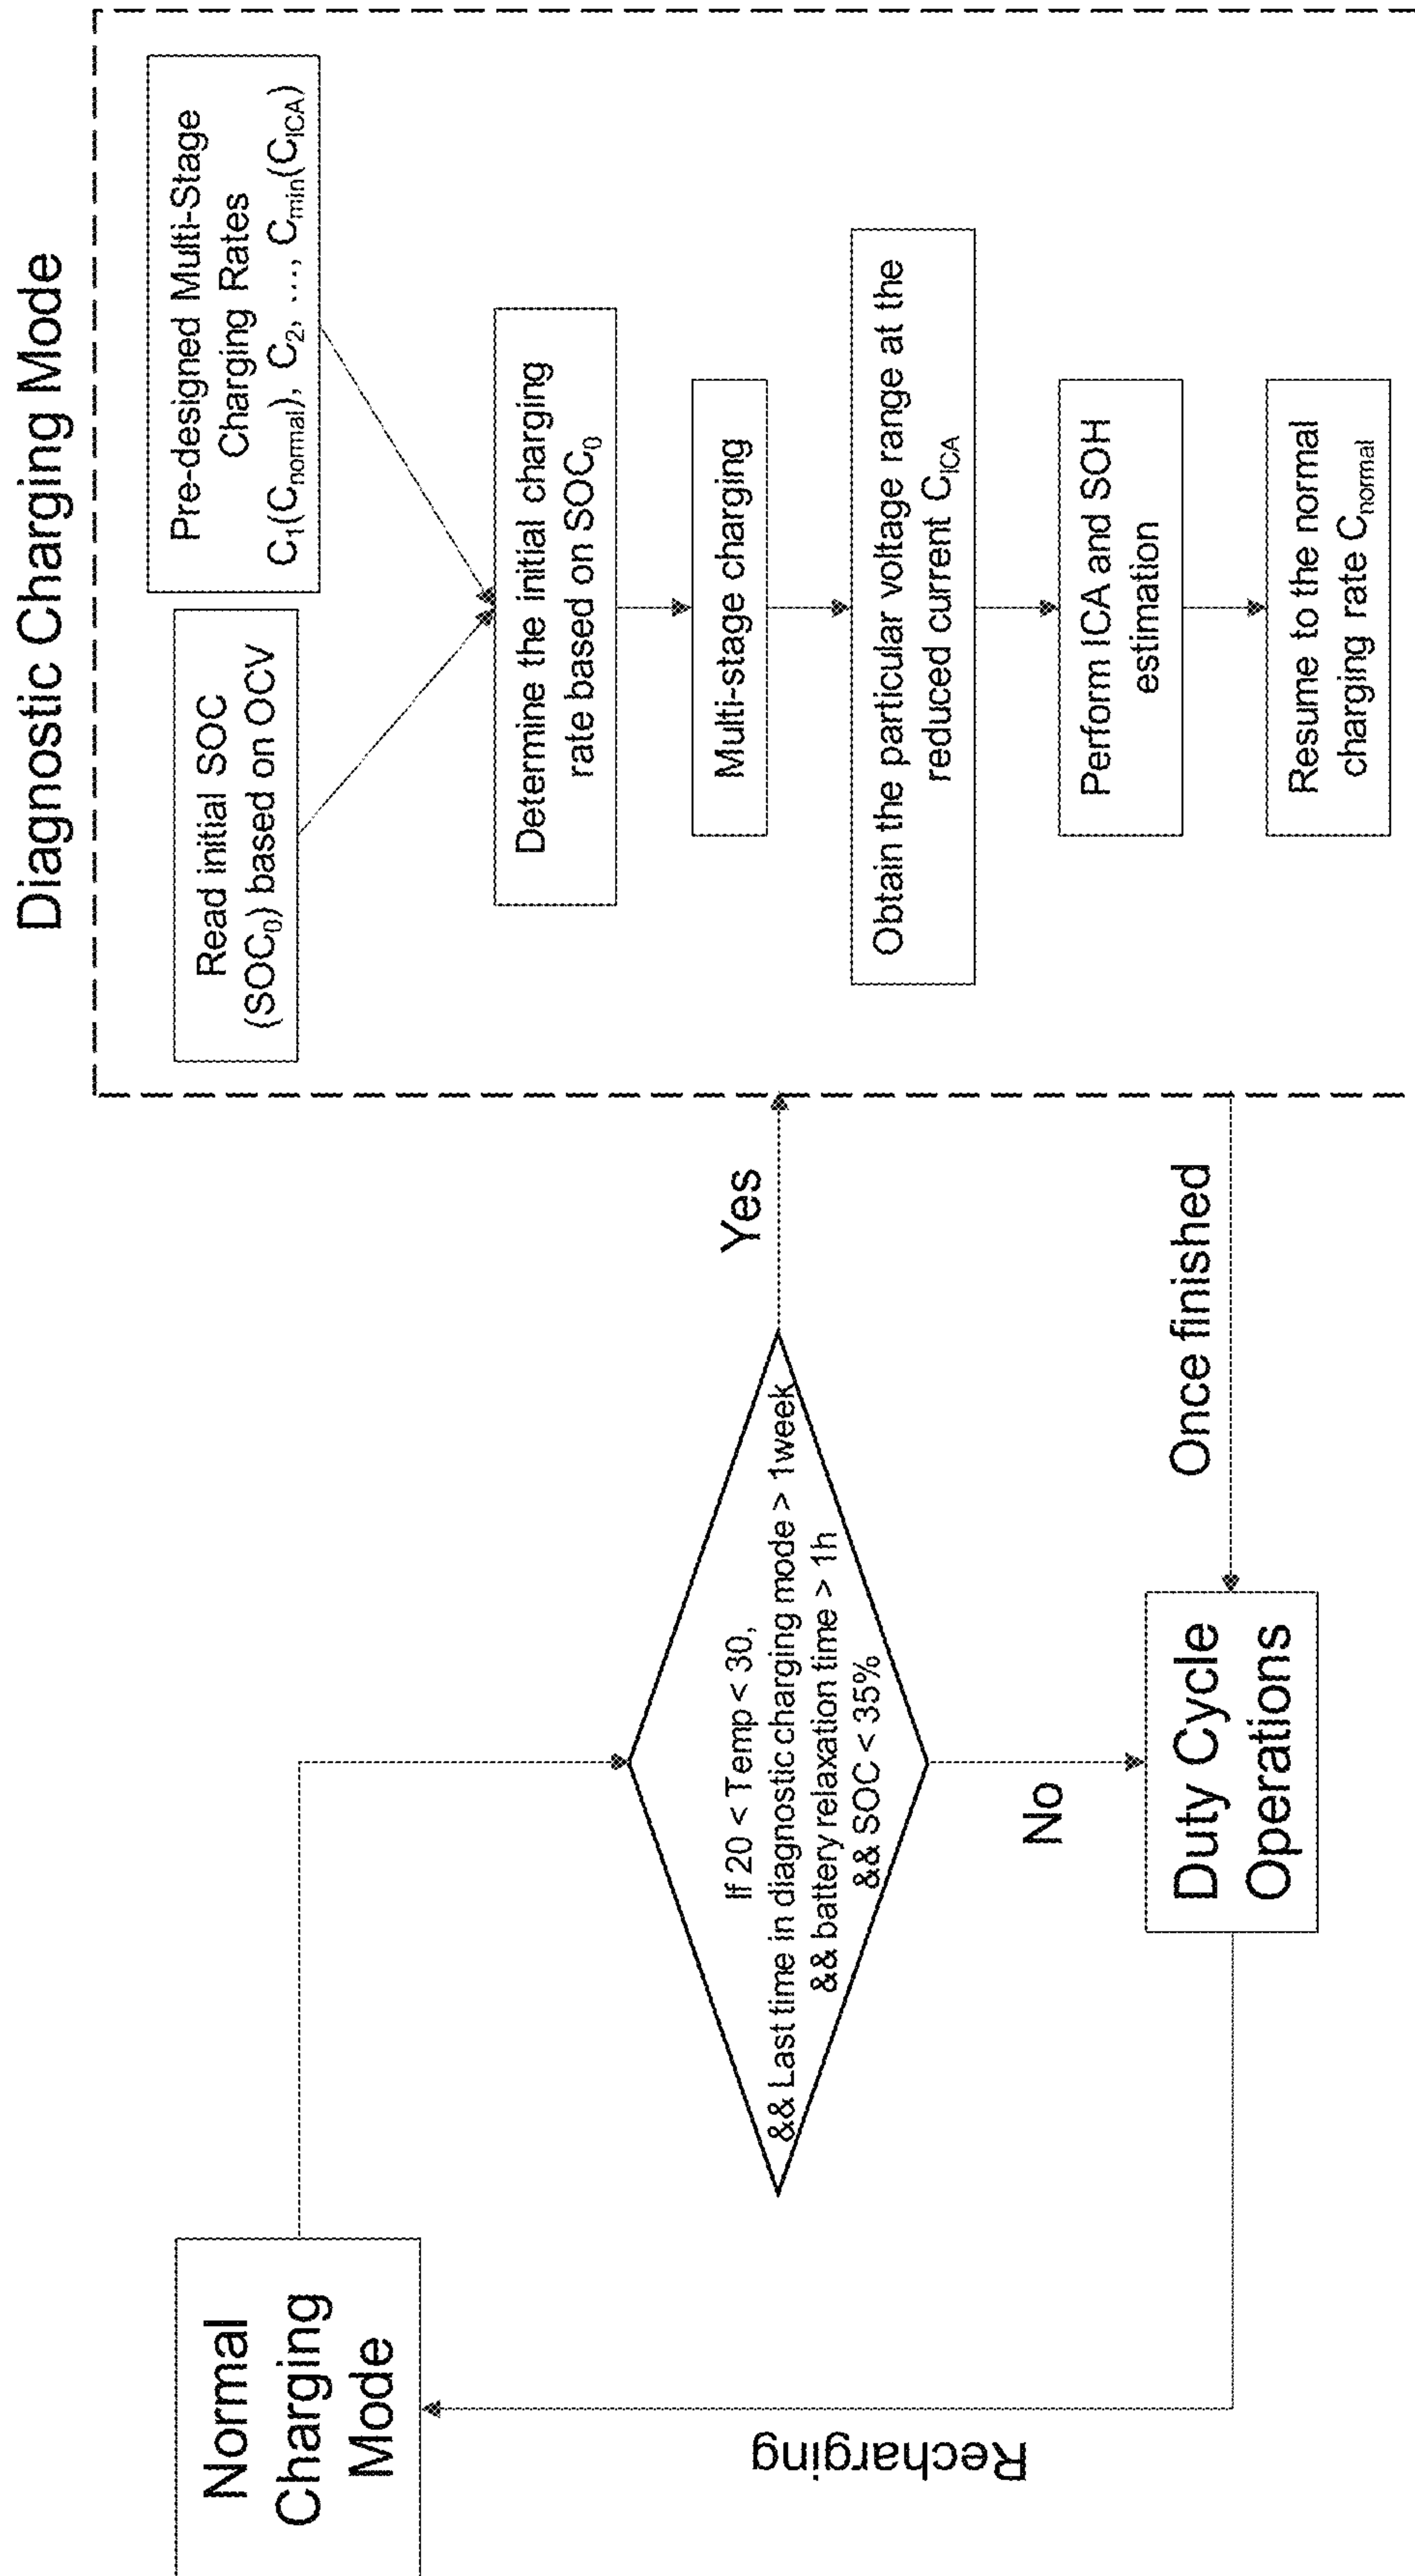 Diagnostic Charging Mode
Normal
Charging
Mode
If 20 < Temp < 30,
&& Last time in diagnostic charging mode > 1week
&& battery relaxation time > 1h
&& SOC < 35%
Yes
No
Recharging
Duty Cycle
Operations
Once finished
Read initial SOC
(SOC₀) based on OCV
Pre-designed Multi-Stage
Charging Rates
C₁(Cnormal), C₂, ..., Cmin(CICA)
Determine the initial charging
rate based on SOC₀
Multi-stage charging
Obtain the particular voltage range at the
reduced current CICA
Perform ICA and SOH
estimation
Resume to the normal
charging rate Cnormal